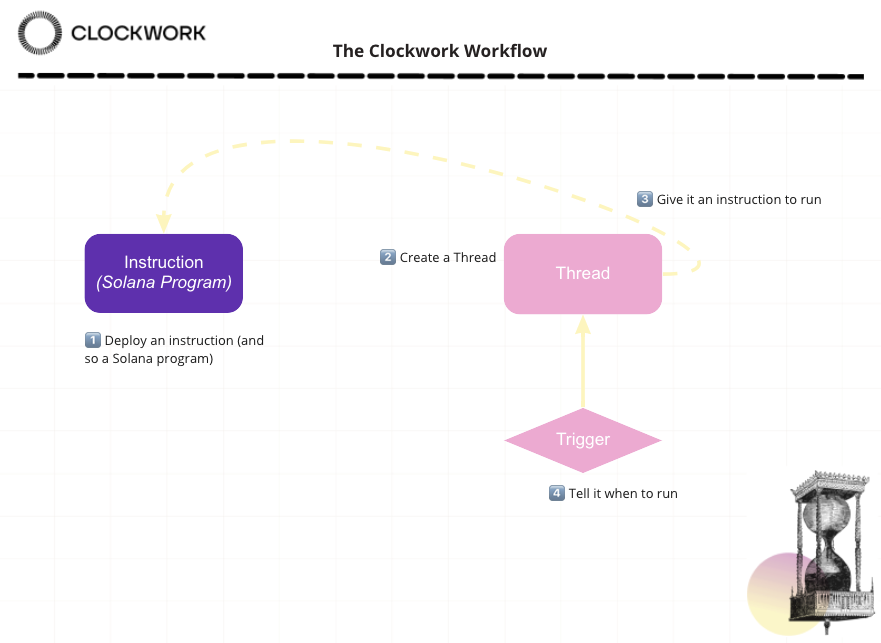 CLOCKWORK
The Clockwork Workflow
3 Give it an instruction to run
2 Create a Thread
Instruction
(Solana Program)
Thread
1 Deploy an instruction (and
so a Solana program)
Trigger
4 Tell it when to run